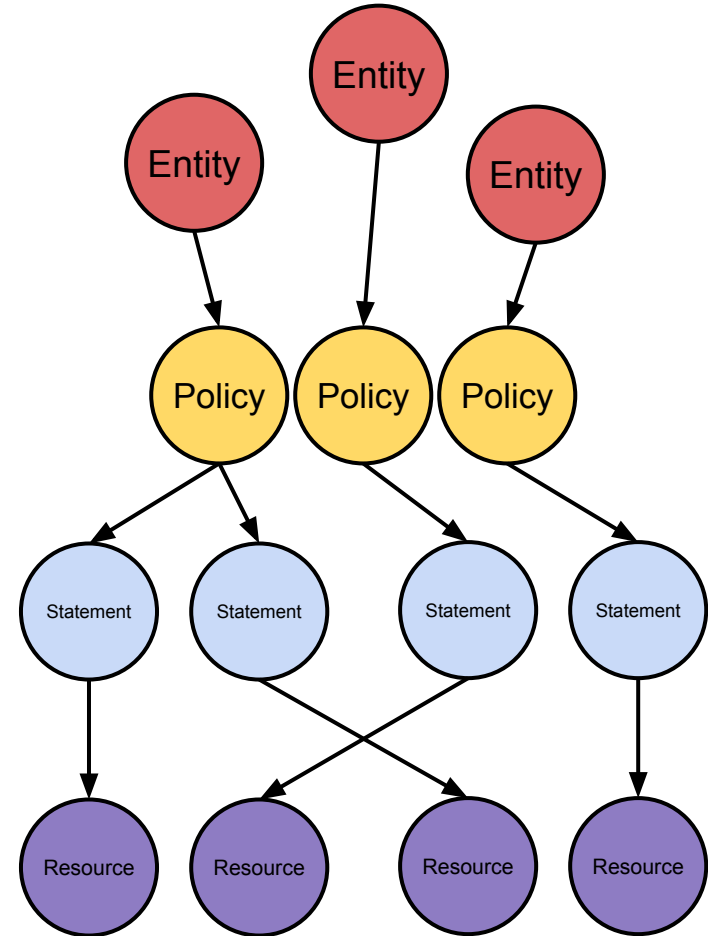 Entity
Entity
Entity
Policy
Policy
Policy
Statement
Statement
Statement
Statement
Resource
Resource
Resource
Resource